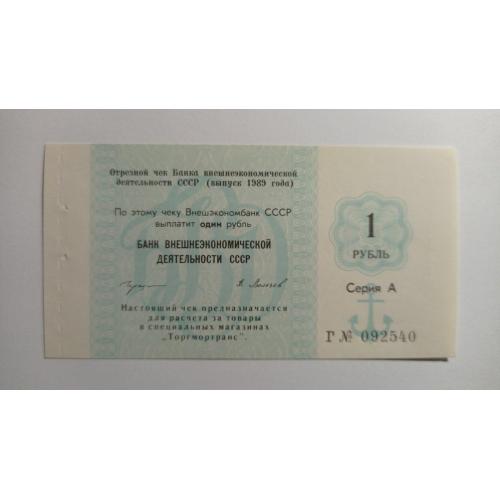 Отрезной чек Банка внешнеэкономической
деятельности СССР (выпуск 1989 года)
По этому чеку Внешэкономбанк СССР
выплатит один рубль
БАНК ВНЕШНЕЭКОНОМИЧЕСКОЙ
ДЕЯТЕЛЬНОСТИ СССР
Настоящий чек предназначается
для расчета за товары
в специальных магазинах
„Торгмортранс".
1
РУБЛЬ
Серия А
Г № 092540